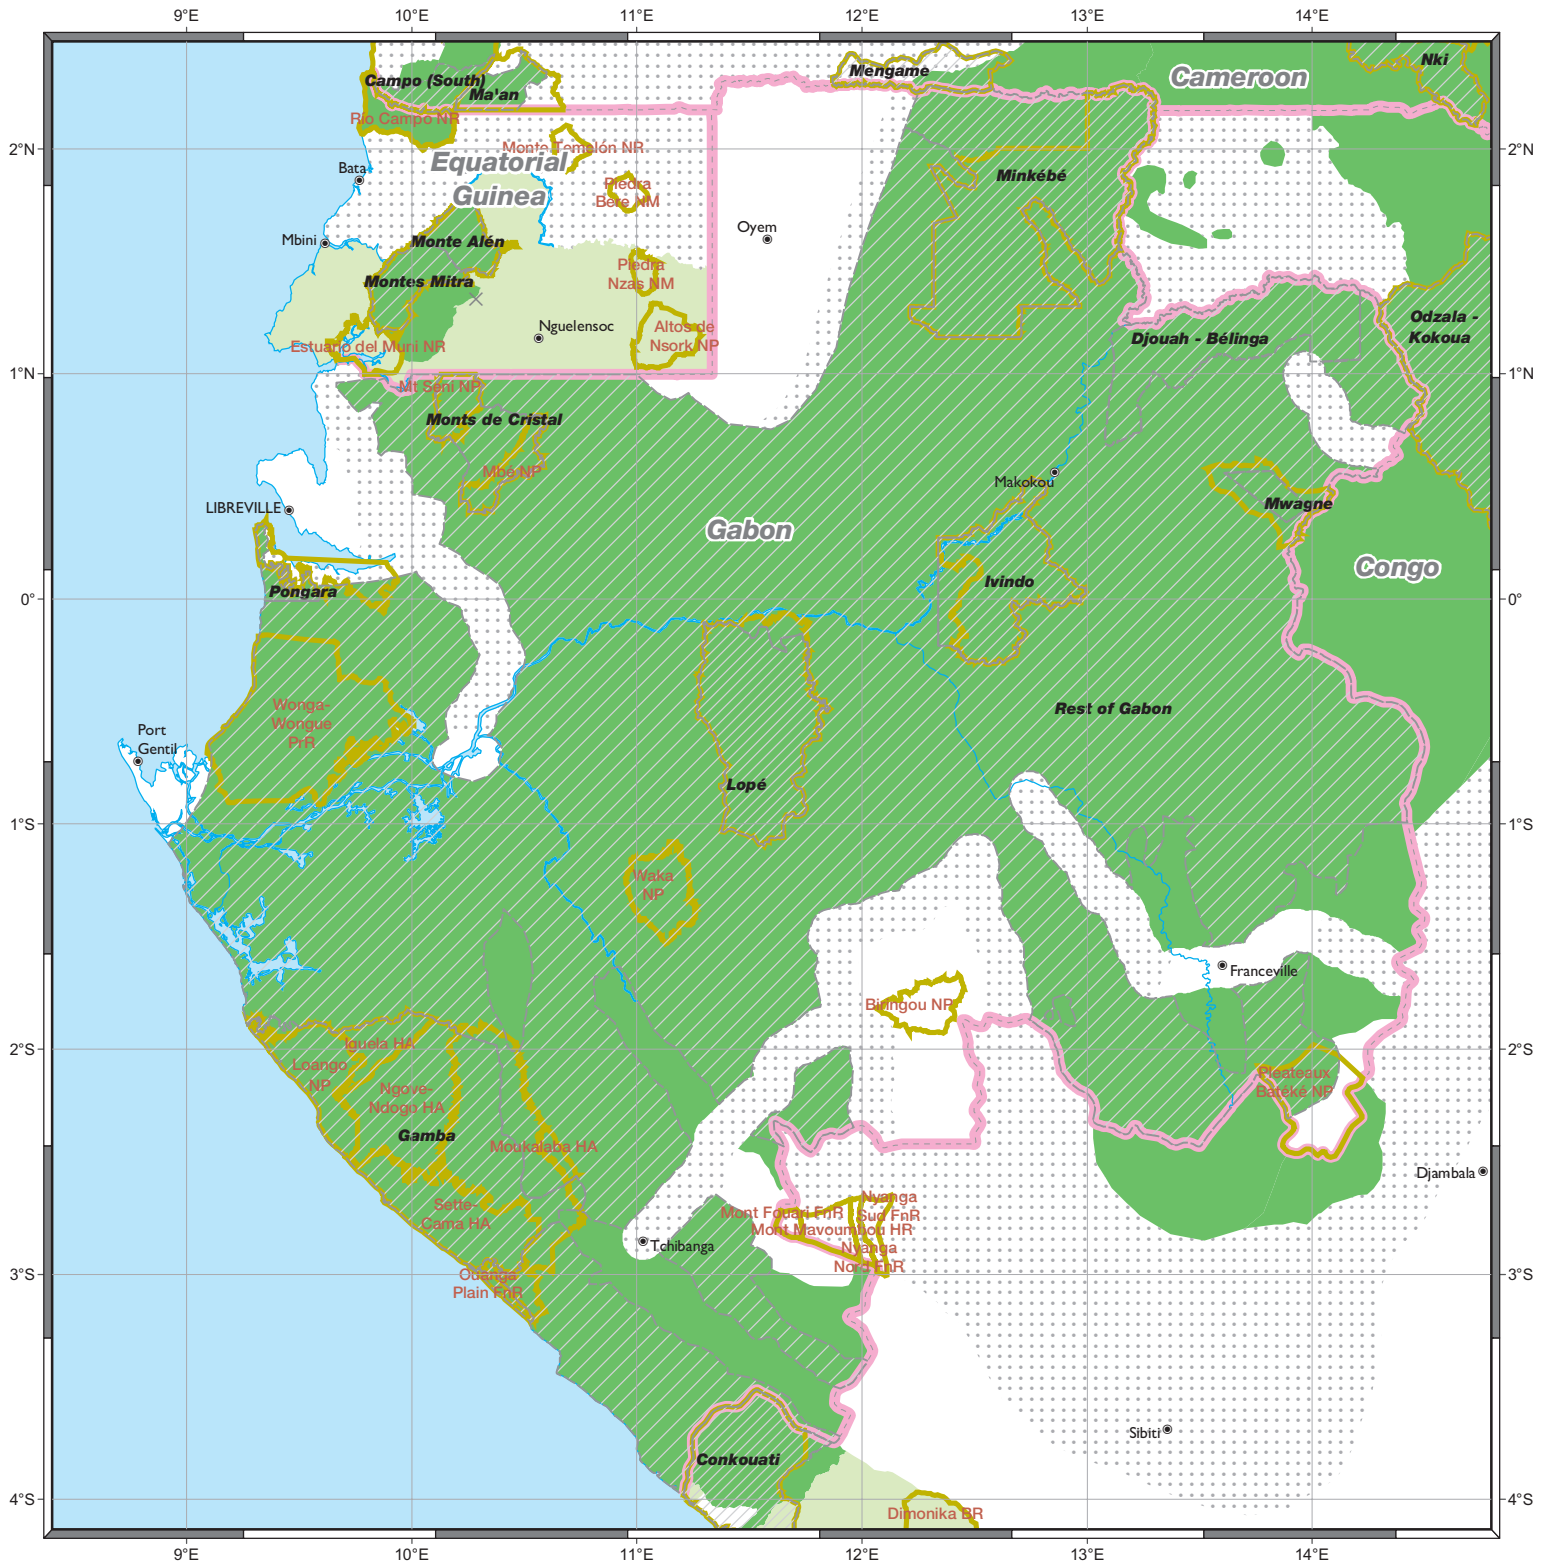 9°E 10°E 11°E 12°E 13°E 14°E
Campo (South)
Ma'an
Mengame
Cameroon
Nki
Rio Campo NR
2°N
Monte Temelón NR
2°N
Equatorial
Guinea
Bata
Piedra
Bere NM
Minkébé
Mbini
Monte Alén
Oyem
Montes Mitra
Piedra
Nzas NM
Nguelensoc
Altos de
Nsork NP
Estuario del Muni NR
Djouah - Bélinga
Odzala -
Kokoua
1°N
Mt Seni NP
1°N
Monts de Cristal
Mbé NP
Makokou
Mwagne
LIBREVILLE
Gabon
Congo
Ivindo
Pongara
0°
0°
Wonga-
Wongue
PrR
Rest of Gabon
Port
Gentil
Lopé
1°S
1°S
Waka
NP
Franceville
Biringou NP
Iguela HA
2°S
2°S
Loango
NP
Pleateaux
Batéké NP
Ngove-
Ndogo HA
Gamba
Moukalaba HA
Djambala
Sette-
Cama HA
Nyanga
Sud FnR
Mont Fouari FnR
Mont Mavoumbou HR
Tchibanga
Nyanga
Nord FnR
3°S
Ouanga
Plain FnR
3°S
Sibiti
Conkouati
4°S
Dimonika BR
4°S
9°E 10°E 11°E 12°E 13°E 14°E